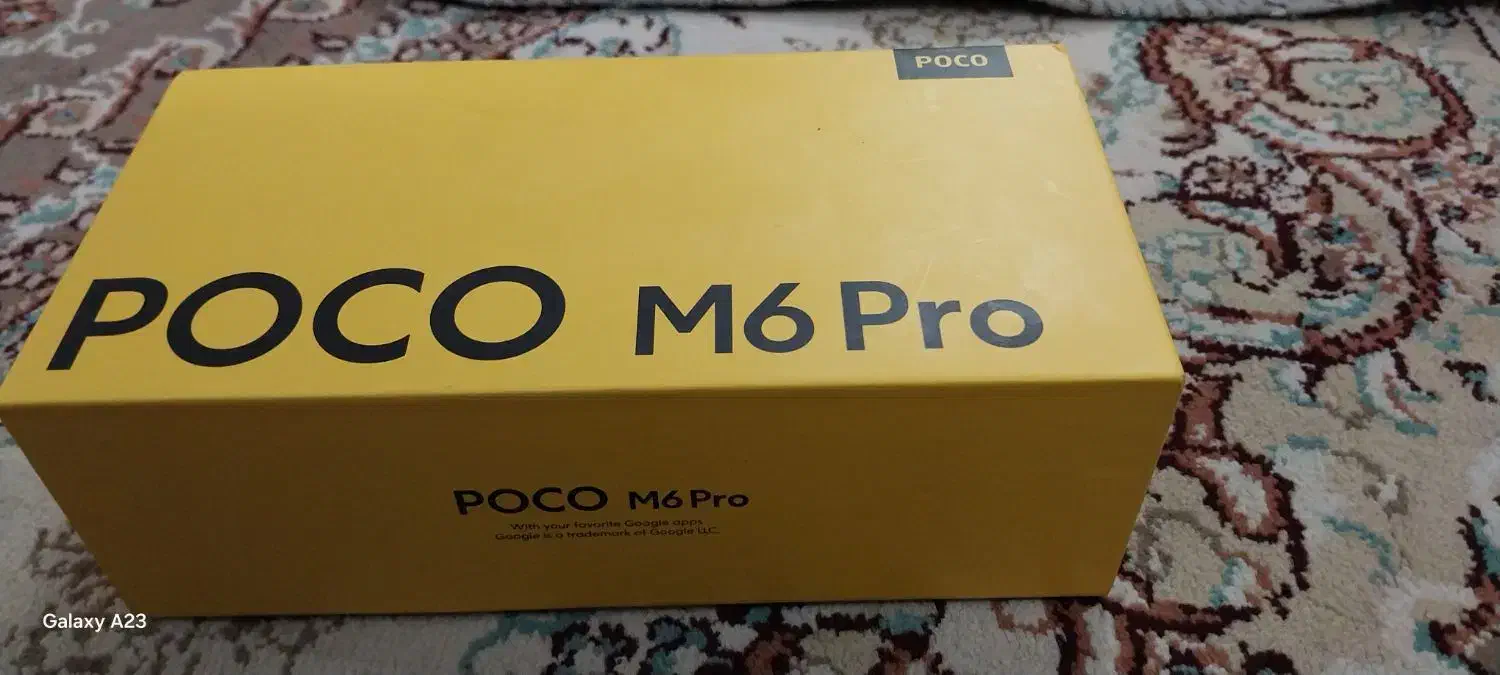 POCO
POCO M6 Pro
POCO M6 Pro
With your favorite Google apps
Google is a trademark of Google LLC.
Galaxy A23